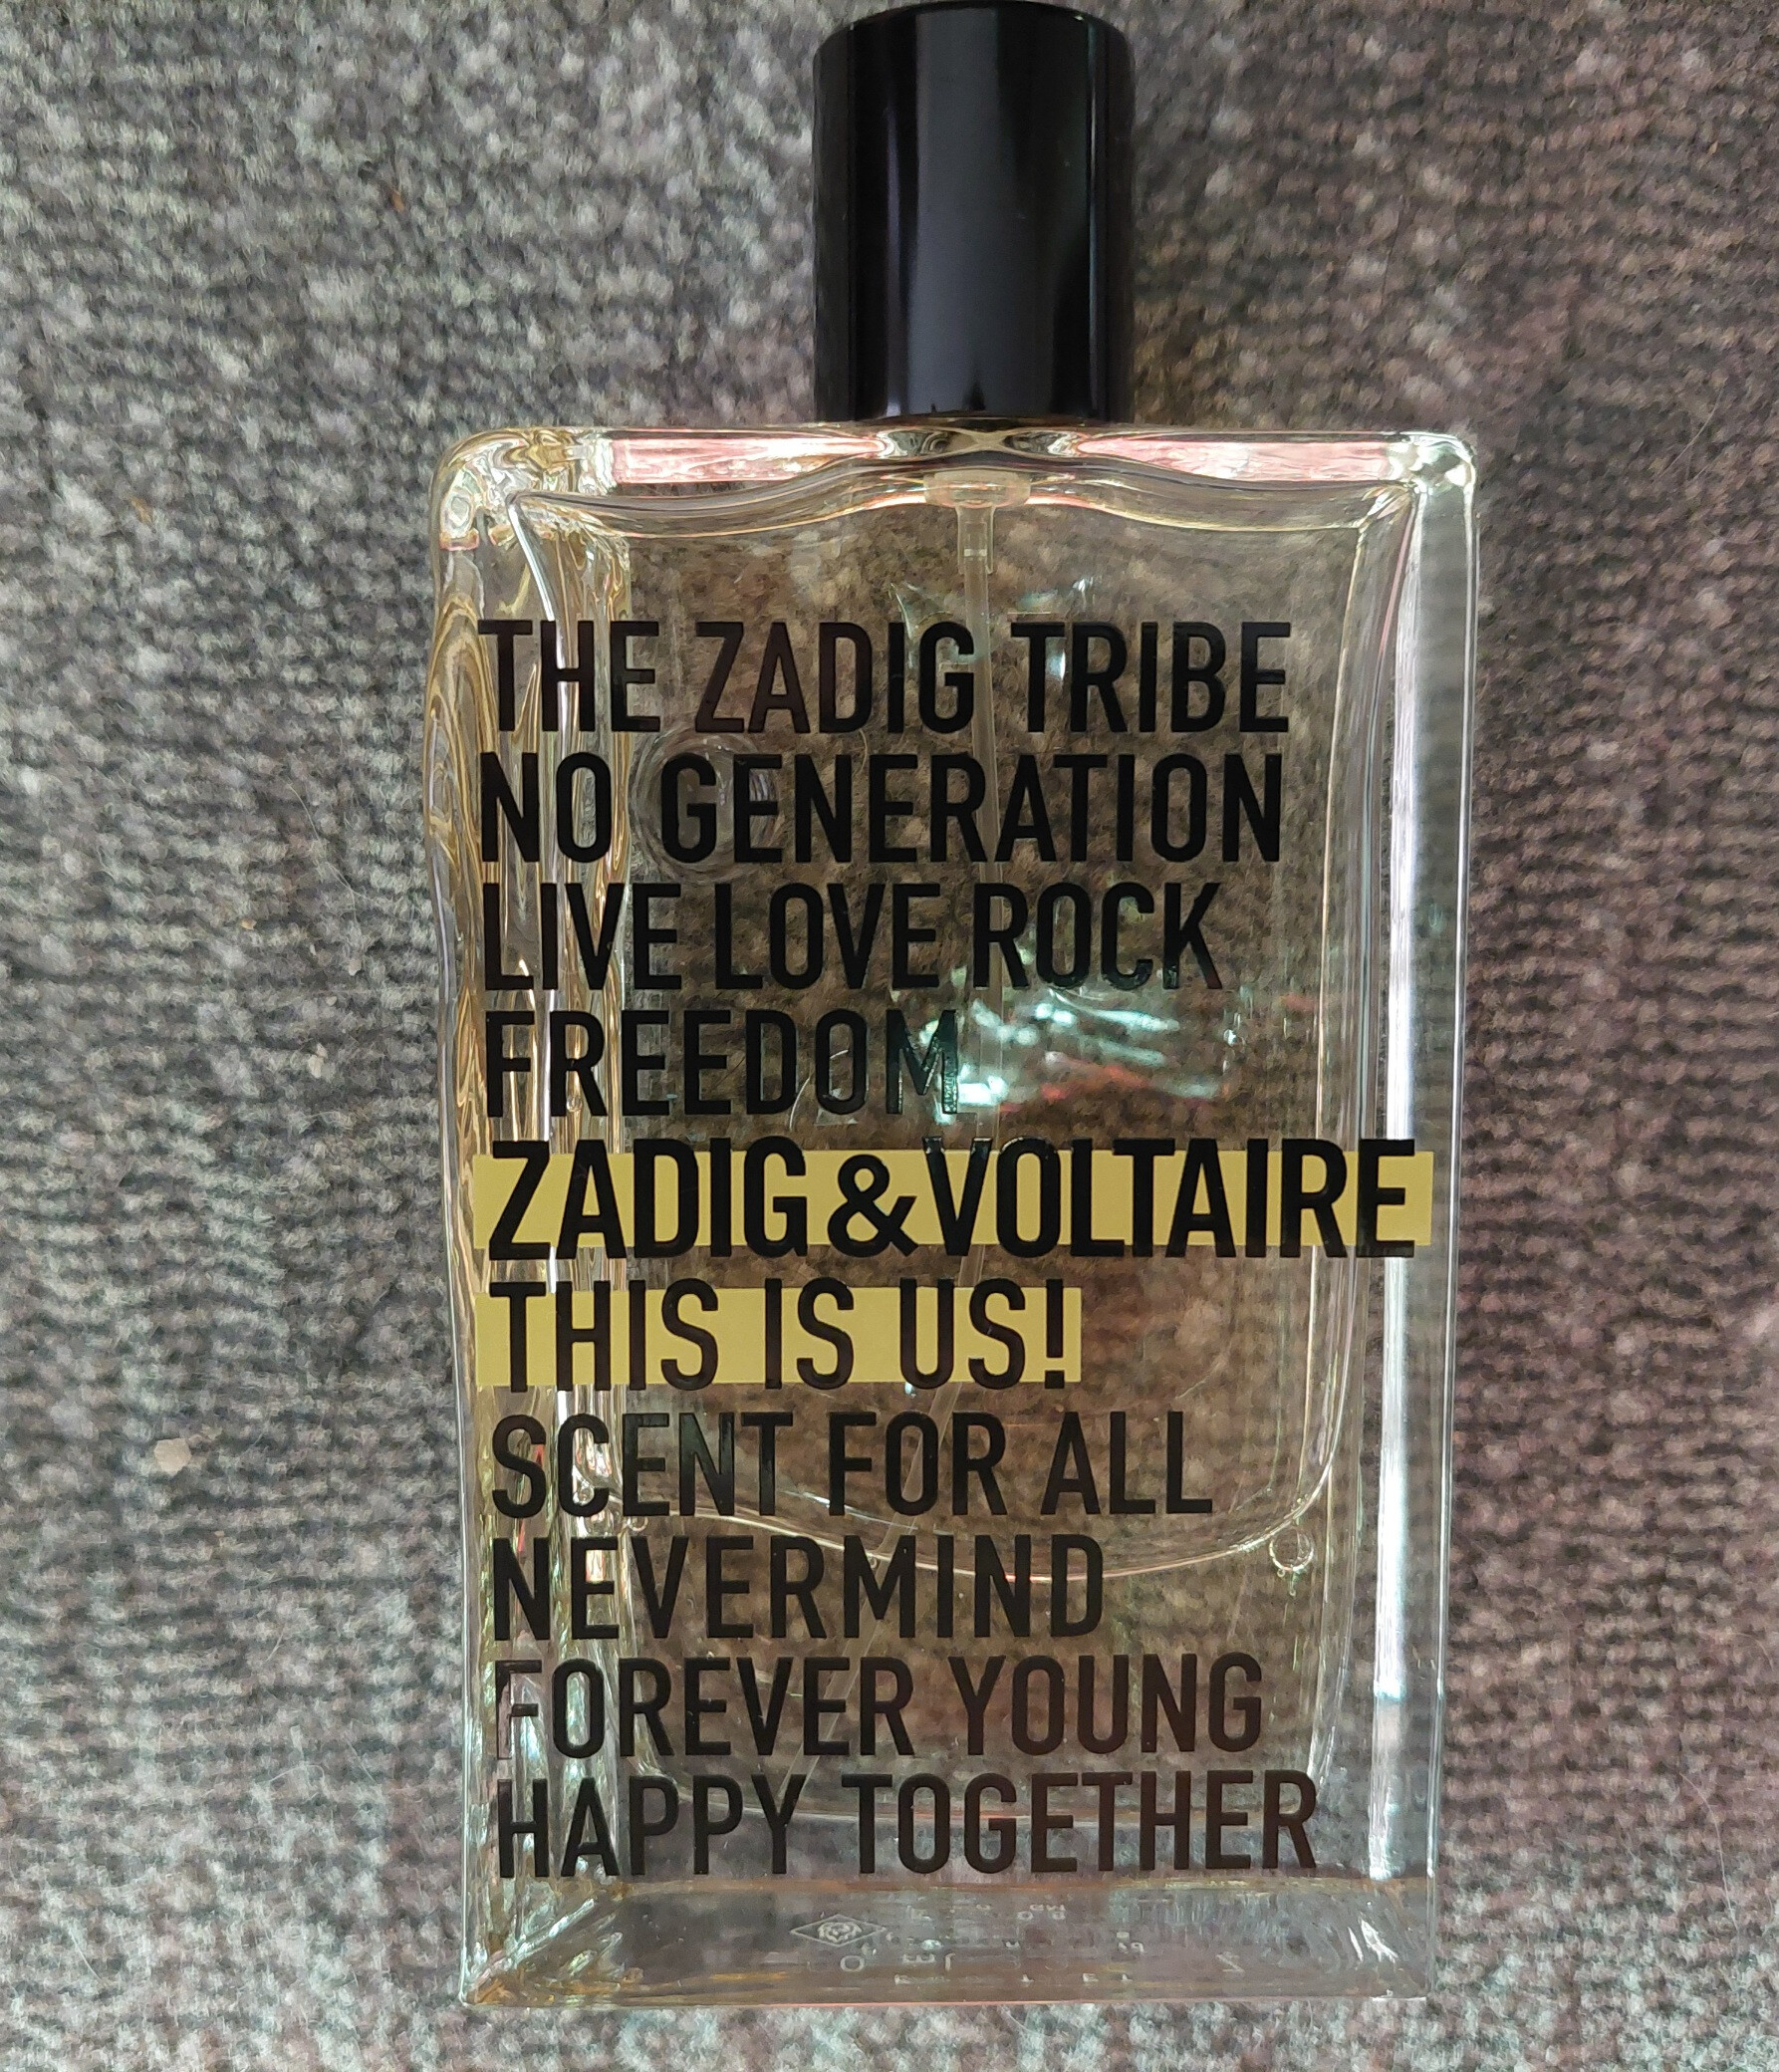 THE ZADIG TRIBE
NO GENERATION
LIVE LOVE ROCK
FREEDOM
ZADIG&VOLTAIRE
THIS IS US!
SCENT FOR ALL
NEVERMIND
FOREVER YOUNG
HAPPY TOGETHER